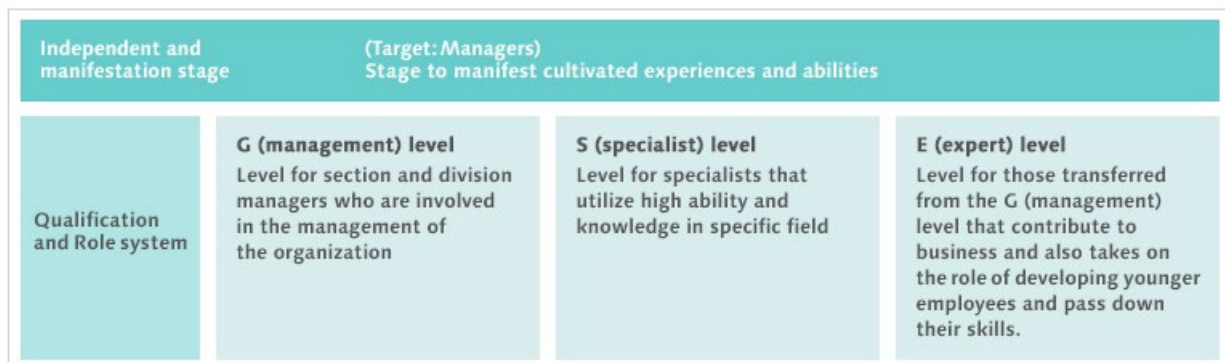 Independent and
manifestation stage
(Target: Managers)
Stage to manifest cultivated experiences and abilities
Qualification
and Role system
G (management) level
Level for section and division
managers who are involved
in the management of
the organization
S (specialist) level
Level for specialists that
utilize high ability and
knowledge in specific field
E (expert) level
Level for those transferred
from the G (management)
level that contribute to
business and also takes on
the role of developing younger
employees and pass down
their skills.